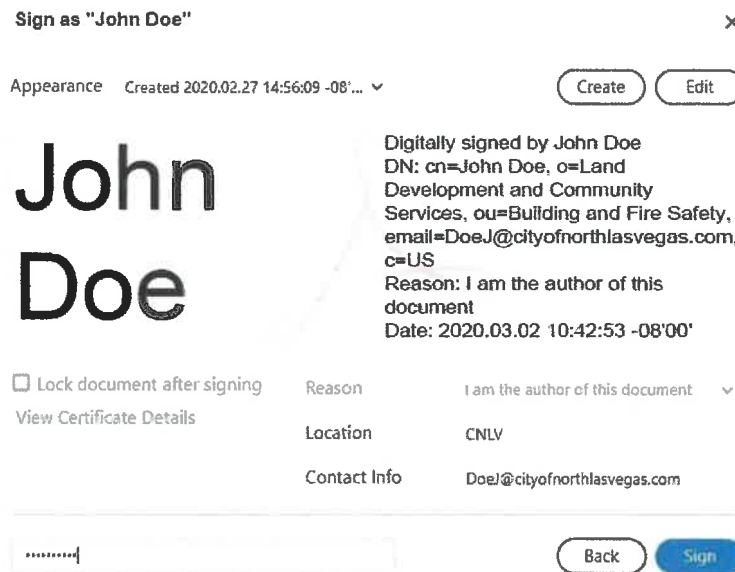 Sign as "John Doe"
×
Appearance Created 2020.02.27 14:56:09 -08'... Create Edit
John
Doe
Digitally signed by John Doe
DN: cn=John Doe, o=Land
Development and Community
Services, ou=Building and Fire Safety,
email=DoeJ@cityofnorthlasvegas.com,
c=US
Reason: I am the author of this
document
Date: 2020.03.02 10:42:53 -08'00'
Lock document after signing
View Certificate Details
Reason I am the author of this document
Location CNLV
Contact Info DoeJ@cityofnorthlasvegas.com
Back Sign